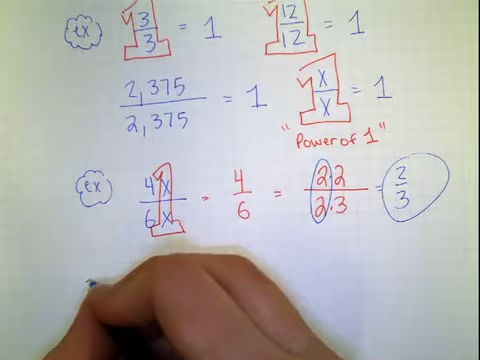 ex 3/3 = 1 12/12 = 1
2,375/2,375 = 1 x/x = 1
"Power of 1"
ex 4x/6x = 4/6 = 2·2/2·3 = 2/3